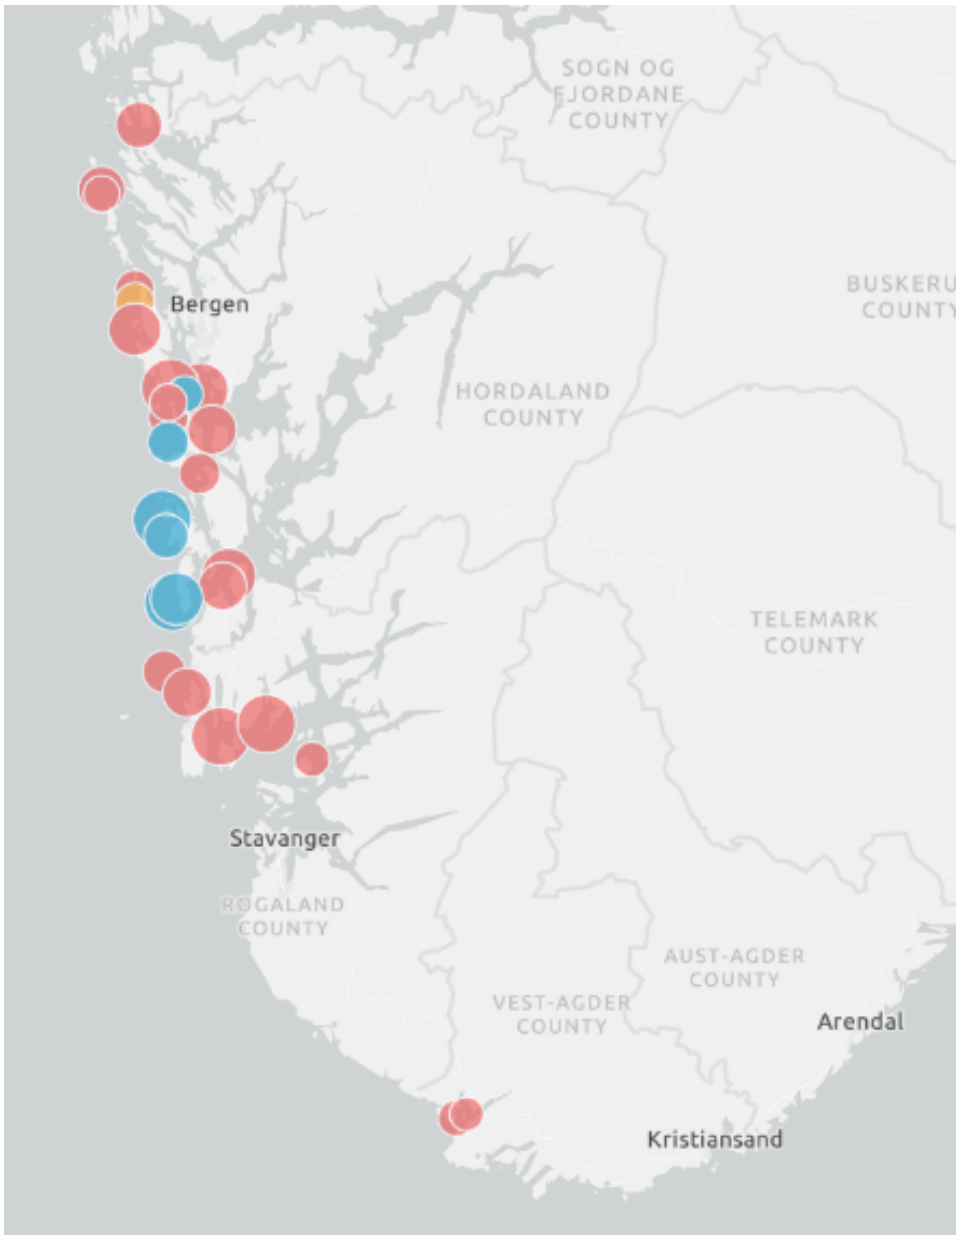 SOGN OG
FJORDANE
COUNTY
Bergen
BUSKERU
COUNTY
HORDALAND
COUNTY
TELEMARK
COUNTY
Stavanger
ROGALAND
COUNTY
AUST-AGDER
COUNTY
VEST-AGDER
COUNTY
Arendal
Kristiansand